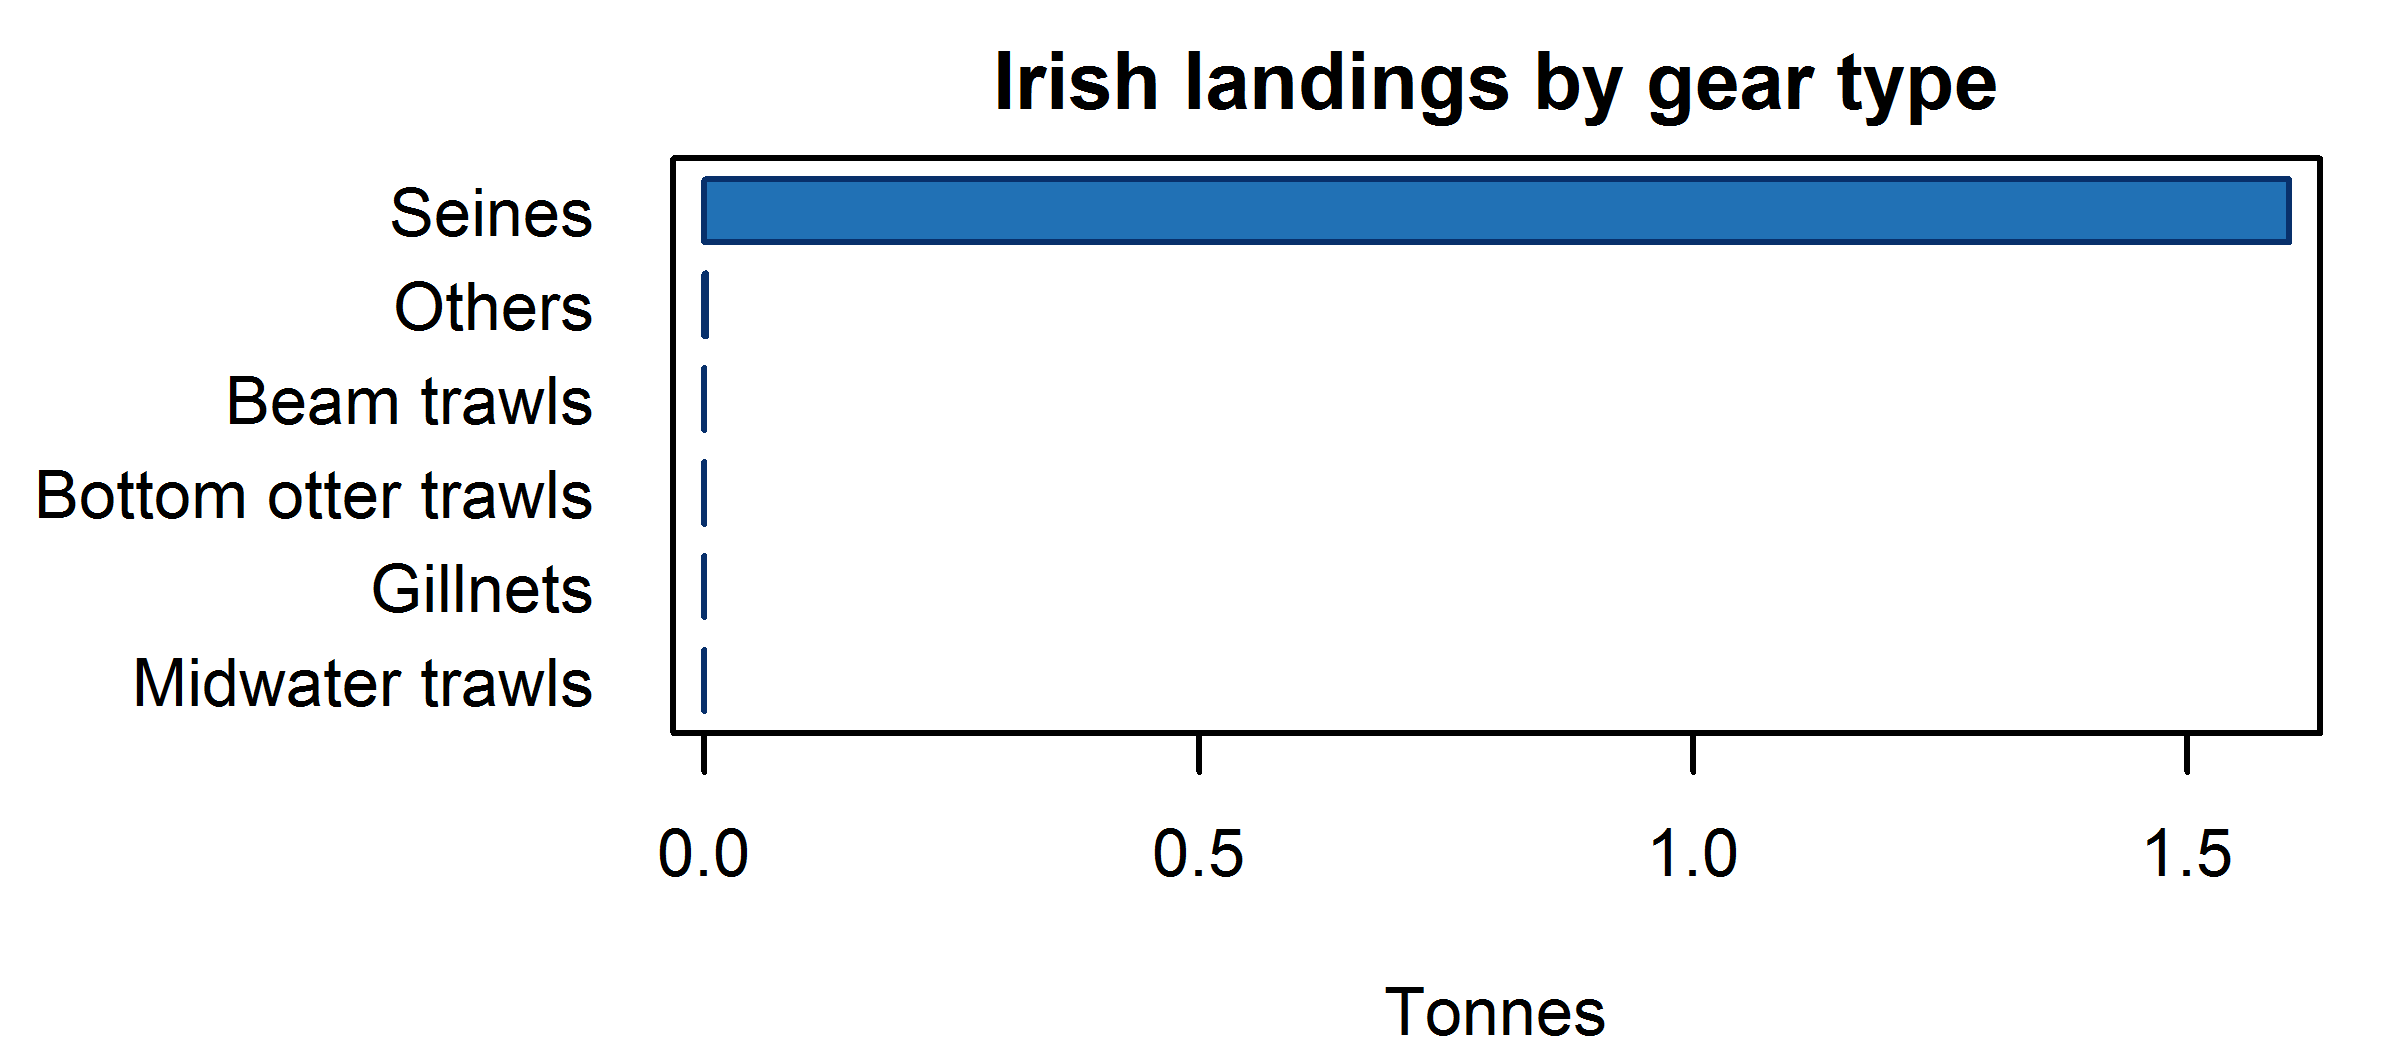 Irish landings by gear type
Seines
Others
Beam trawls
Bottom otter trawls
Gillnets
Midwater trawls
0.0 0.5 1.0 1.5
Tonnes